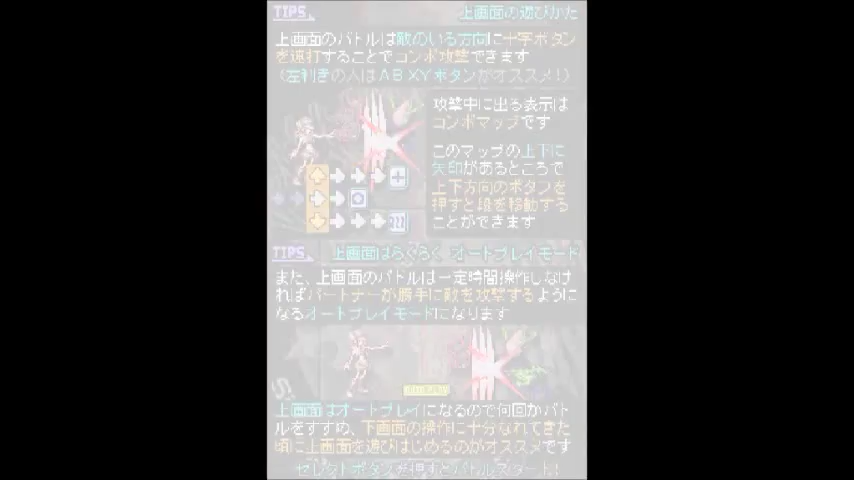 TIPS 上画面の遊びかた
上画面のバトルは敵のいる方向に十字ボタン
を連打することでコンボ攻撃できます
(左利きの人はABXYボタンがオススメ!)
攻撃中に出る表示は
コンボマップです
このマップの上下に
矢印があるところで
上下方向のボタンを
押すと段を移動する
ことができます
TIPS 上画面はらくらく オートプレイモード
また、上画面のバトルは一定時間操作しなけ
ればパートナーが勝手に敵を攻撃するように
なるオートプレイモードになります
上画面はオートプレイになるので何回かバト
ルをすすめ、下画面の操作に十分なれてきた
頃に上画面を遊びはじめるのがオススメです
セレクトボタンを押すとバトルスタート!